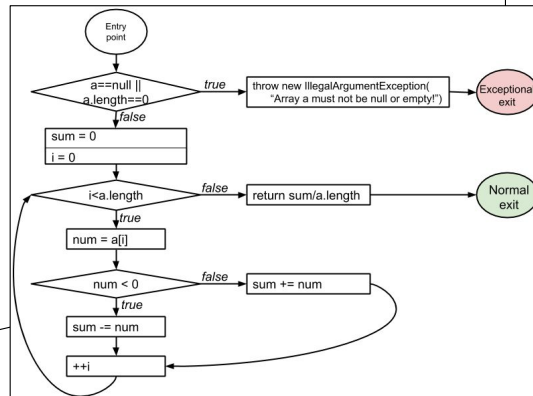 Entry
point
a==null ||
a.length==0
true
throw new IllegalArgumentException(
"Array a must not be null or empty!")
Exceptional
exit
false
sum = 0
i = 0
i<a.length
false
return sum/a.length
Normal
exit
true
num = a[i]
num < 0
false
sum += num
true
sum -= num
++i